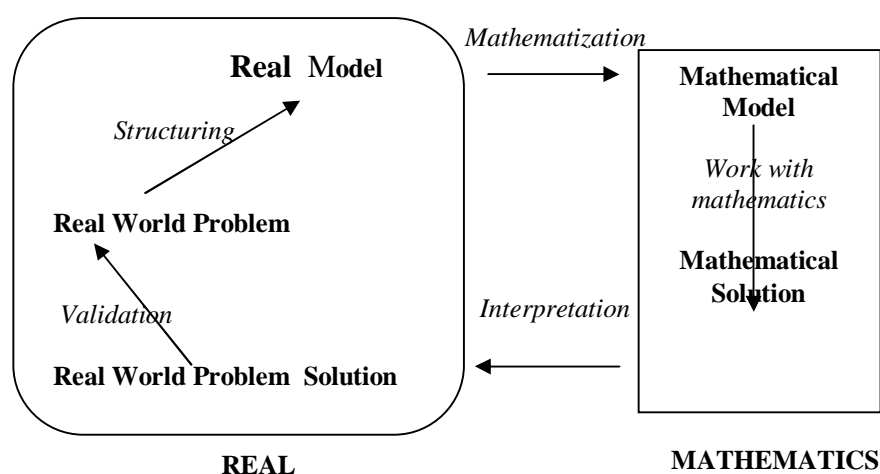 Mathematization
Real Model
Structuring
Real World Problem
Validation
Real World Problem Solution
REAL
Interpretation
Mathematical
Model
Work with
mathematics
Mathematical
Solution
MATHEMATICS